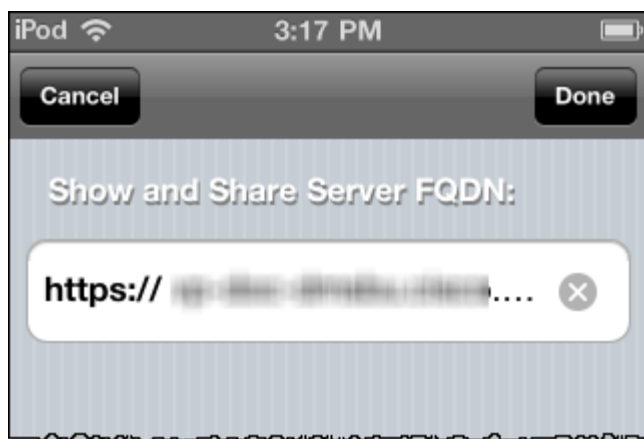 iPod 3:17 PM
Cancel Done
Show and Share Server FQDN:
https:// ....